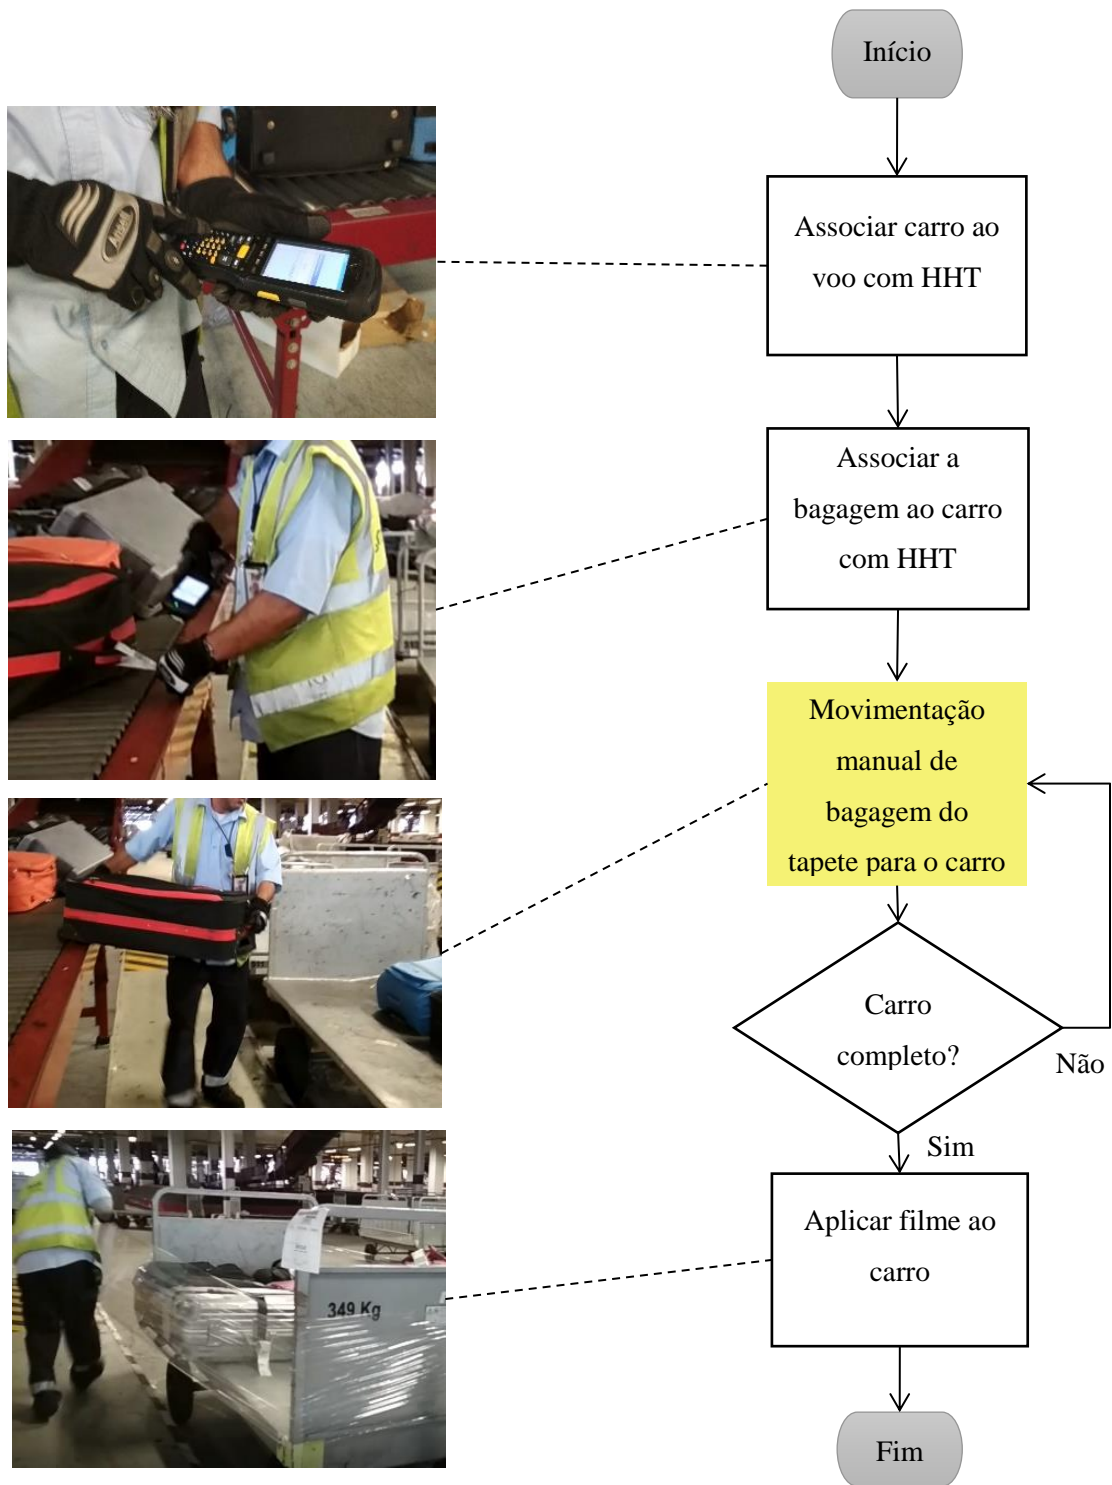 Início
Associar carro ao
voo com HHT
Ansell
Associar a
bagagem ao carro
com HHT
Movimentação
manual de
bagagem do
tapete para o carro
Carro
completo?
Não
Sim
Aplicar filme ao
carro
349 Kg
Fim